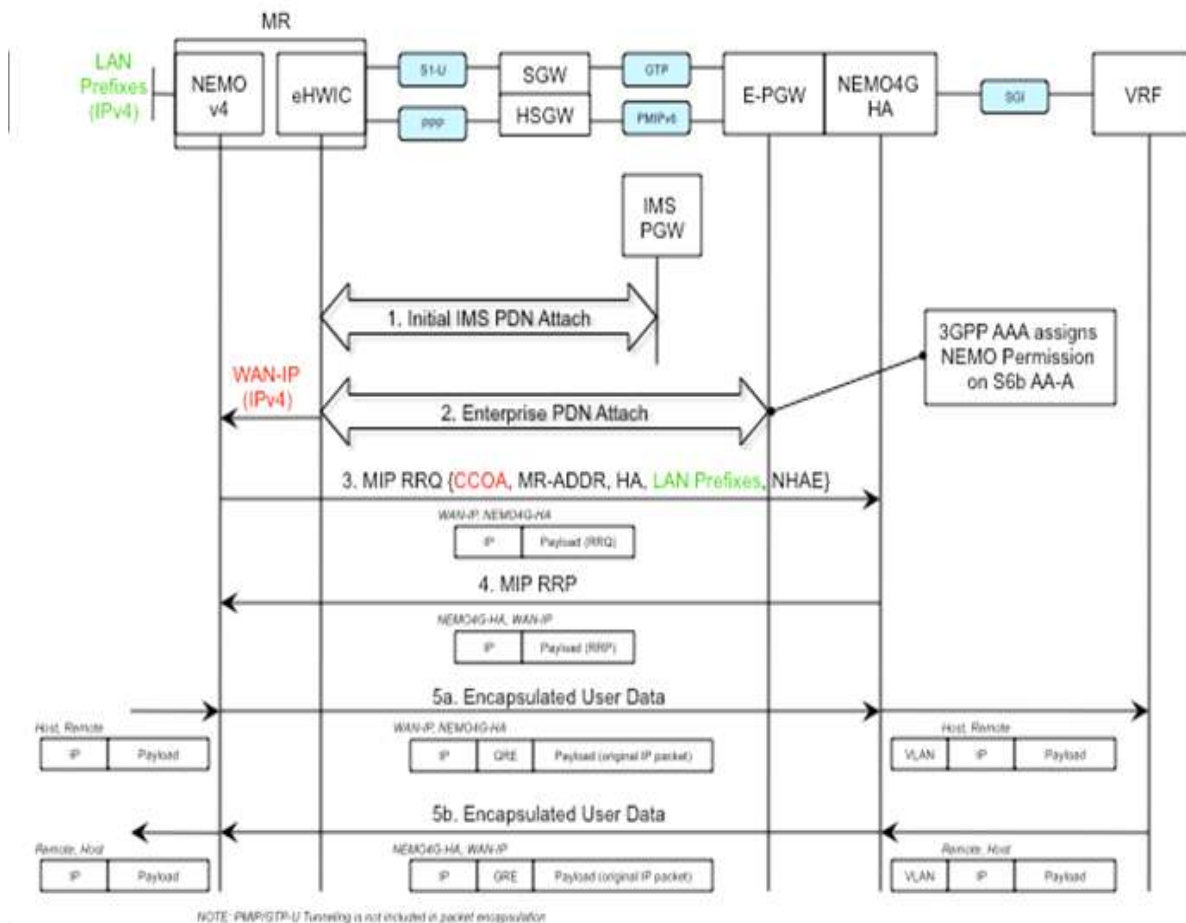 MR
LAN
Prefixes
(IPv4)
NEMO
v4
eHWIC
S1-U
PPP
SGW
HSGW
GTP
PMIPv6
E-PGW
NEMO4G
HA
SGI
VRF
IMS
PGW
1. Initial IMS PDN Attach
3GPP AAA assigns
NEMO Permission
on S6b AA-A
WAN-IP
(IPv4)
2. Enterprise PDN Attach
3. MIP RRQ {CCOA, MR-ADDR, HA, LAN Prefixes, NHAE}
WAN-IP, NEMO4G-HA
IP Payload (RRQ)
4. MIP RRP
NEMO4G-HA, WAN-IP
IP Payload (RRP)
5a. Encapsulated User Data
Host, Remote
IP Payload
WAN-IP, NEMO4G-HA
IP GRE Payload (original IP packet)
Host, Remote
VLAN IP Payload
5b. Encapsulated User Data
Remote, Host
IP Payload
NEMO4G-HA, WAN-IP
IP GRE Payload (original IP packet)
Remote, Host
VLAN IP Payload
NOTE: PMIP/GTP-U Tunneling is not included in packet encapsulation